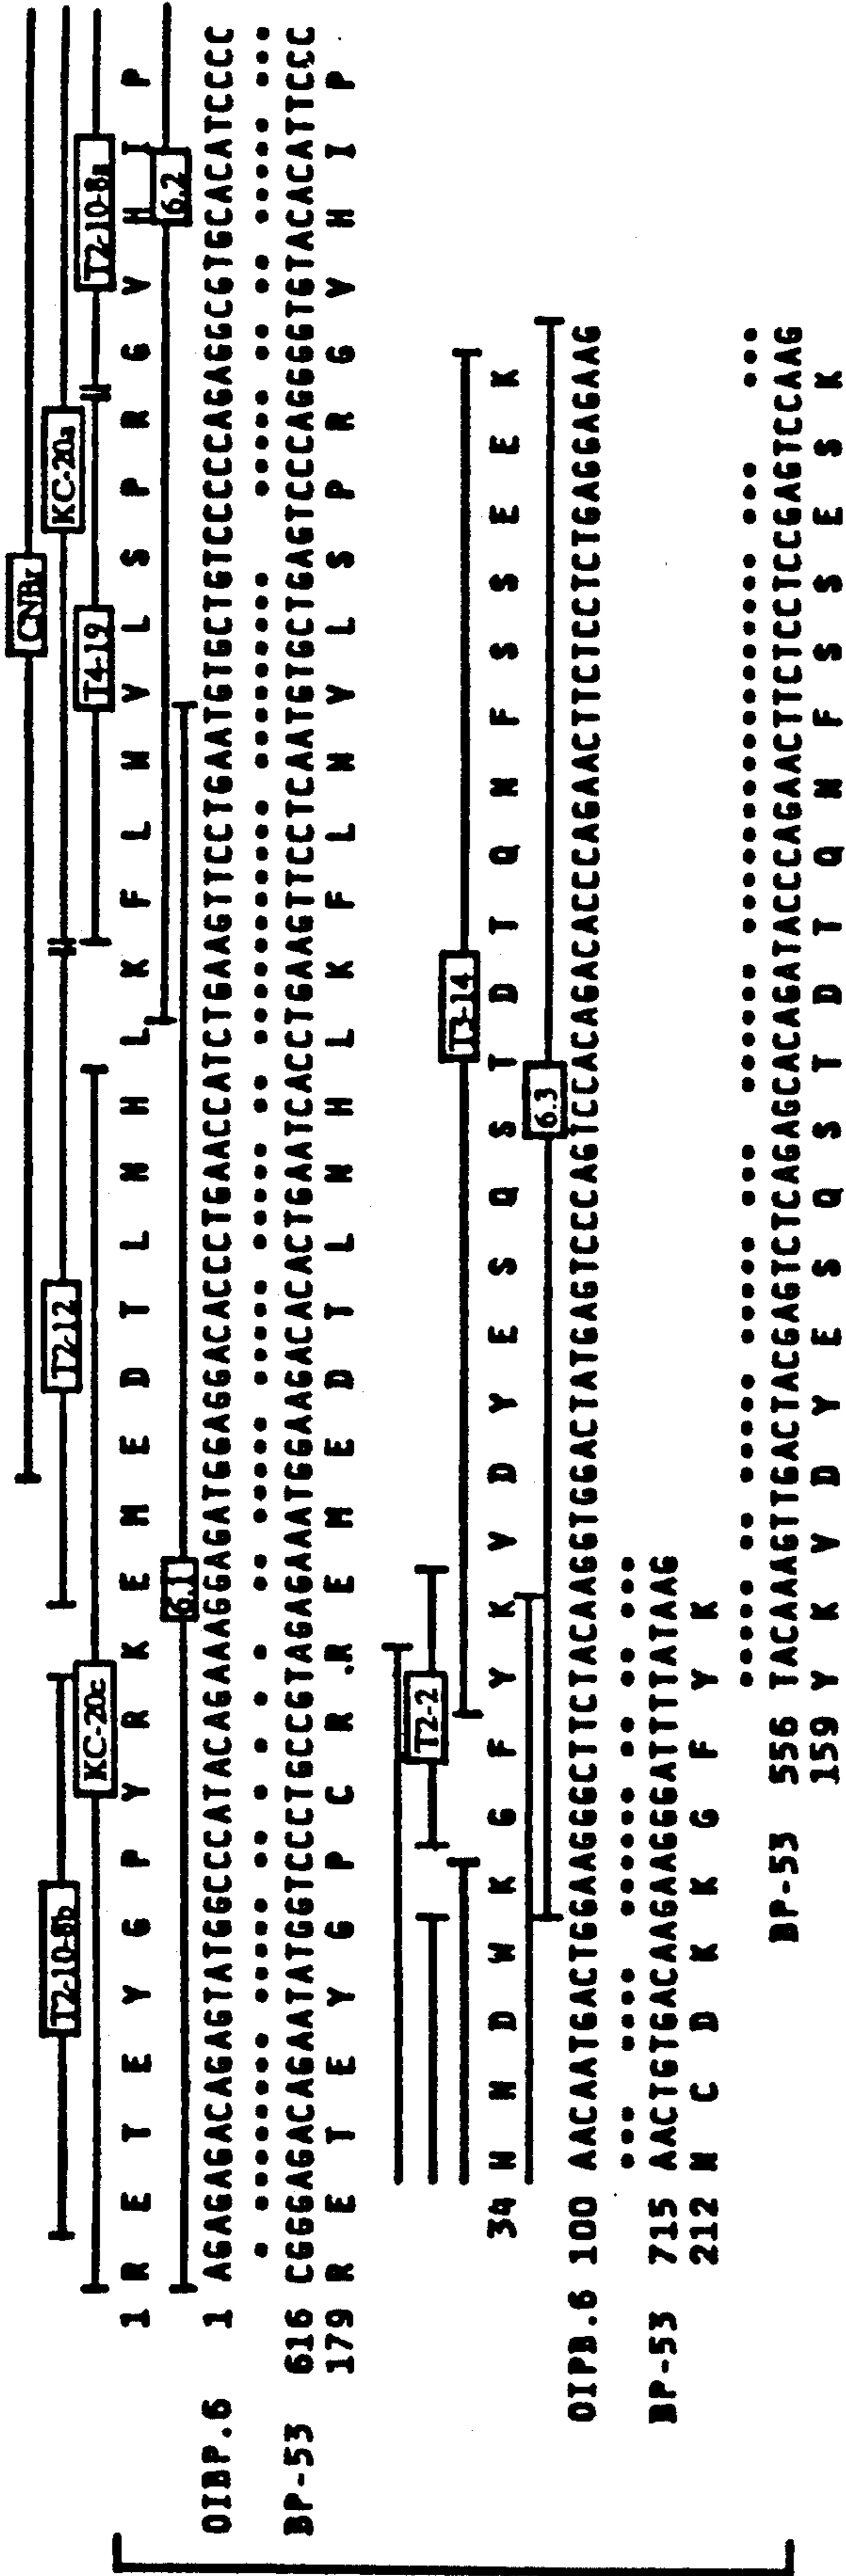 CNBr
T2-12 KC-20a
T2-10-8b
KC-20c T4-19 T2-10-8a
1 R E T E Y G P Y R K E M E D T L N H L K F L N V L S P R G V H I P
6.2
6.1
OIBP.6 1 AGAGAGACAGAGTATGGCCCATACAGAAAGGAGATGGAGGACACCCTGAACCATCTGAAGTTCCTGAATGTGCTGTCCCCCAGAGGCGTGCACATCCCC
BP-53 616 CGGGAGACAGAATATGGTCCCTGCCGTAGAGAAATGGAAGACACACTGAATCACCTGAAGTTCCTCAATGTGCTGAGTCCCAGGGGTGTACACATTCCC
179 R E T E Y G P C R R E M E D T L N H L K F L N V L S P R G V H I P
T2-2
T3-14
34 N N D W K G F Y K V D Y E S Q S T D T Q N F S S E E K
6.3
OIPB.6 100 AACAATGACTGGAAGGGCTTCTACAAGGTGGACTATGAGTCCCAGTCCACAGACACCCAGAACTTCTCCTCTGAGGAGAAG
BP-53 715 AACTGTGACAAGAAGGGATTTTATAAG
212 N C D K K G F Y K
BP-53 556 TACAAAGTTGACTACGAGTCTCAGAGCACAGATACCCAGAACTTCTCCTCCGAGTCCAAG
159 Y K V D Y E S Q S T D T Q N F S S E S K